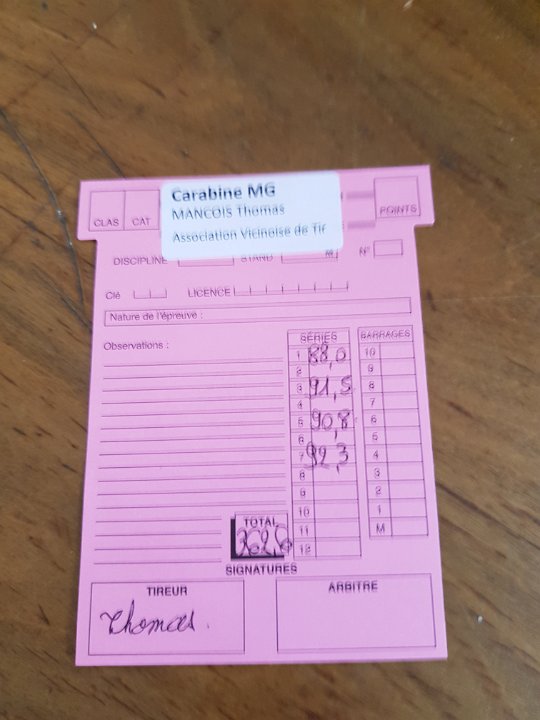 Carabine MG
MANCOIS Thomas
Association Vicinoise de Tir
CLAS CAT POINTS
DISCIPLINE STAND N°
Clé LICENCE
Nature de l'épreuve :
Observations :
SÉRIES BARRAGES
1 88,0 10
2 9
3 91,5 8
4 7
5 90,8 6
6 5
7 92,3 4
8 3
9 2
10 1
11 M
12
TOTAL
362,6
SIGNATURES
TIREUR ARBITRE
Thomas